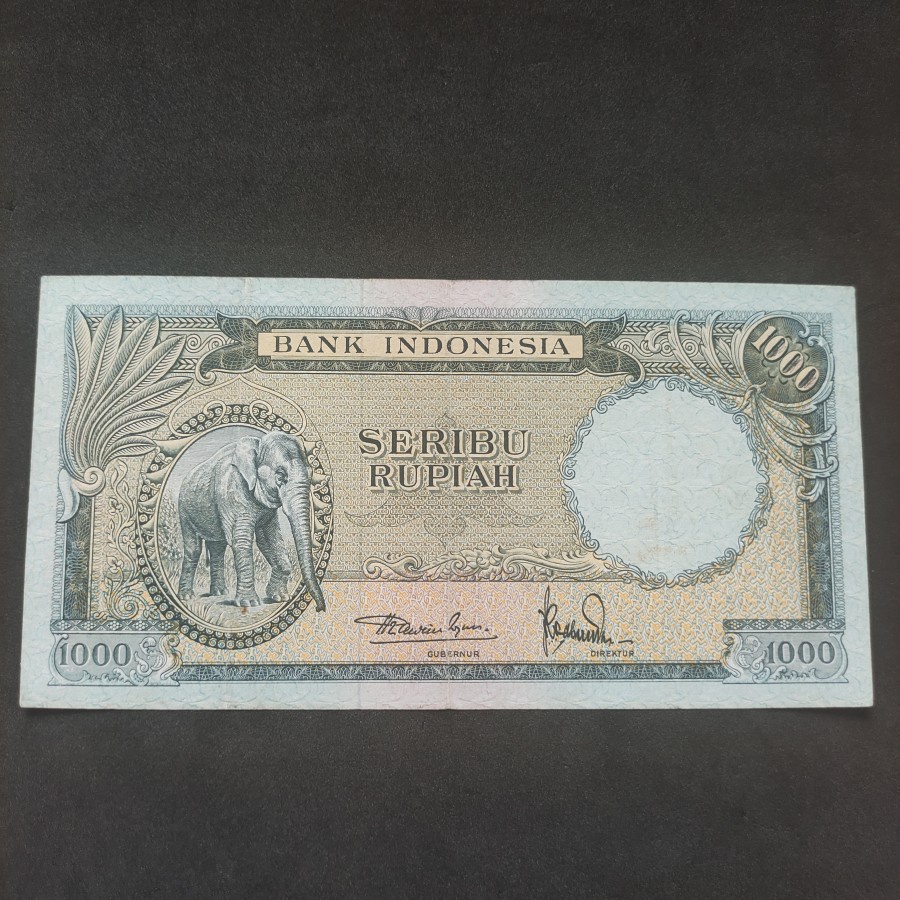 BANK INDONESIA
1000
SERIBU
RUPIAH
GUBERNUR
DIREKTUR
1000
1000